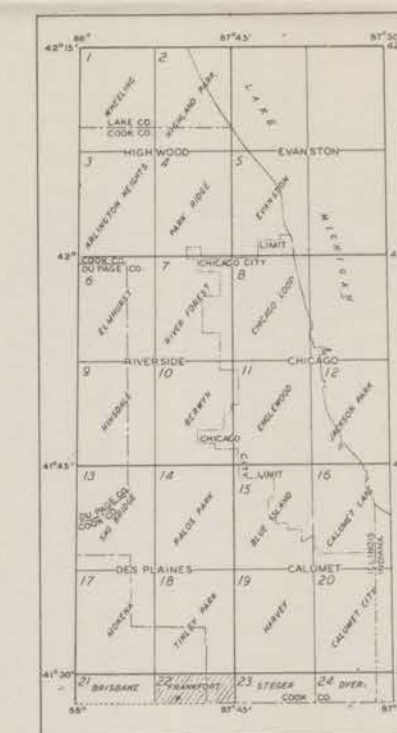 88° 87°45' 87°30'
42°15' 42
1 2
WHEELING HIGHLAND PARK LAKE
LAKE CO.
COOK CO.
3 HIGHWOOD 4 5 EVANSTON
ARLINGTON HEIGHTS PARK RIDGE EVANSTON MICHIGAN
LIMIT
42° 42
COOK CO. 7 CHICAGO CITY
DU PAGE CO. 8
6
ELMHURST RIVER FOREST CHICAGO LOOP
RIVERSIDE CHICAGO
9 10 11 12
HINSDALE BERWYN ENGLEWOOD JACKSON PARK
CHICAGO
CITY
41°45' 41
13 14 15 LIMIT 16
DU PAGE CO.
COOK CO.
SAG BRIDGE PALOS PARK BLUE ISLAND CALUMET LAKE
ILLINOIS
INDIANA
DES PLAINES CALUMET
17 18 19 20
MOKENA TINLEY PARK HARVEY CALUMET CITY
41°30' 41
21 BRISBANE 22 FRANKFORT 23 STEGER 24 DYER
COOK CO.
88° 87°45'